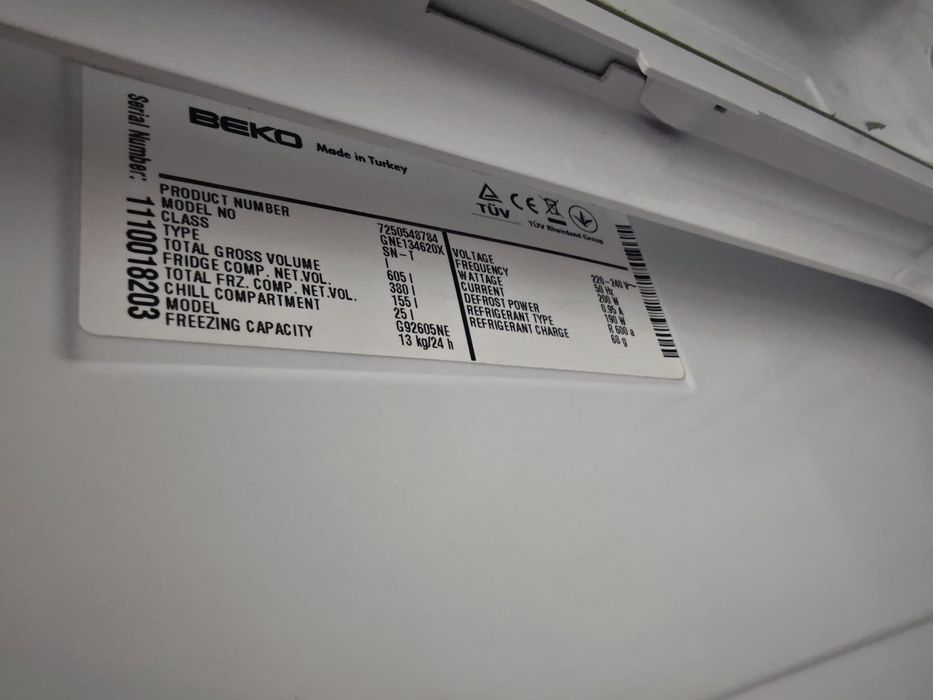 BEKO Made in Turkey
TÜV CE TÜV Rheinland Group
Serial Number: 1110018203
PRODUCT NUMBER 7250548784
MODEL NO GNE134620X
CLASS SN-T
TYPE I
TOTAL GROSS VOLUME 605 l
FRIDGE COMP. NET.VOL. 380 l
TOTAL FRZ. COMP. NET.VOL. 155 l
CHILL COMPARTMENT 25 l
MODEL G92605NE
FREEZING CAPACITY 13 kg/24 h
VOLTAGE 220-240 V~
FREQUENCY 50 Hz
WATTAGE 200 W
CURRENT 0.95 A
DEFROST POWER 190 W
REFRIGERANT TYPE R 600 a
REFRIGERANT CHARGE 68 g